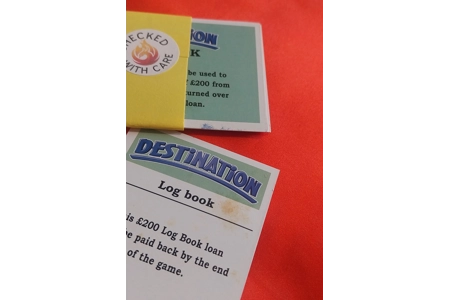 CHECKED
WITH CARE
K
be used to
£200 from
turned over
loan.
DESTINATION
Log book
is £200 Log Book loan
be paid back by the end
of the game.